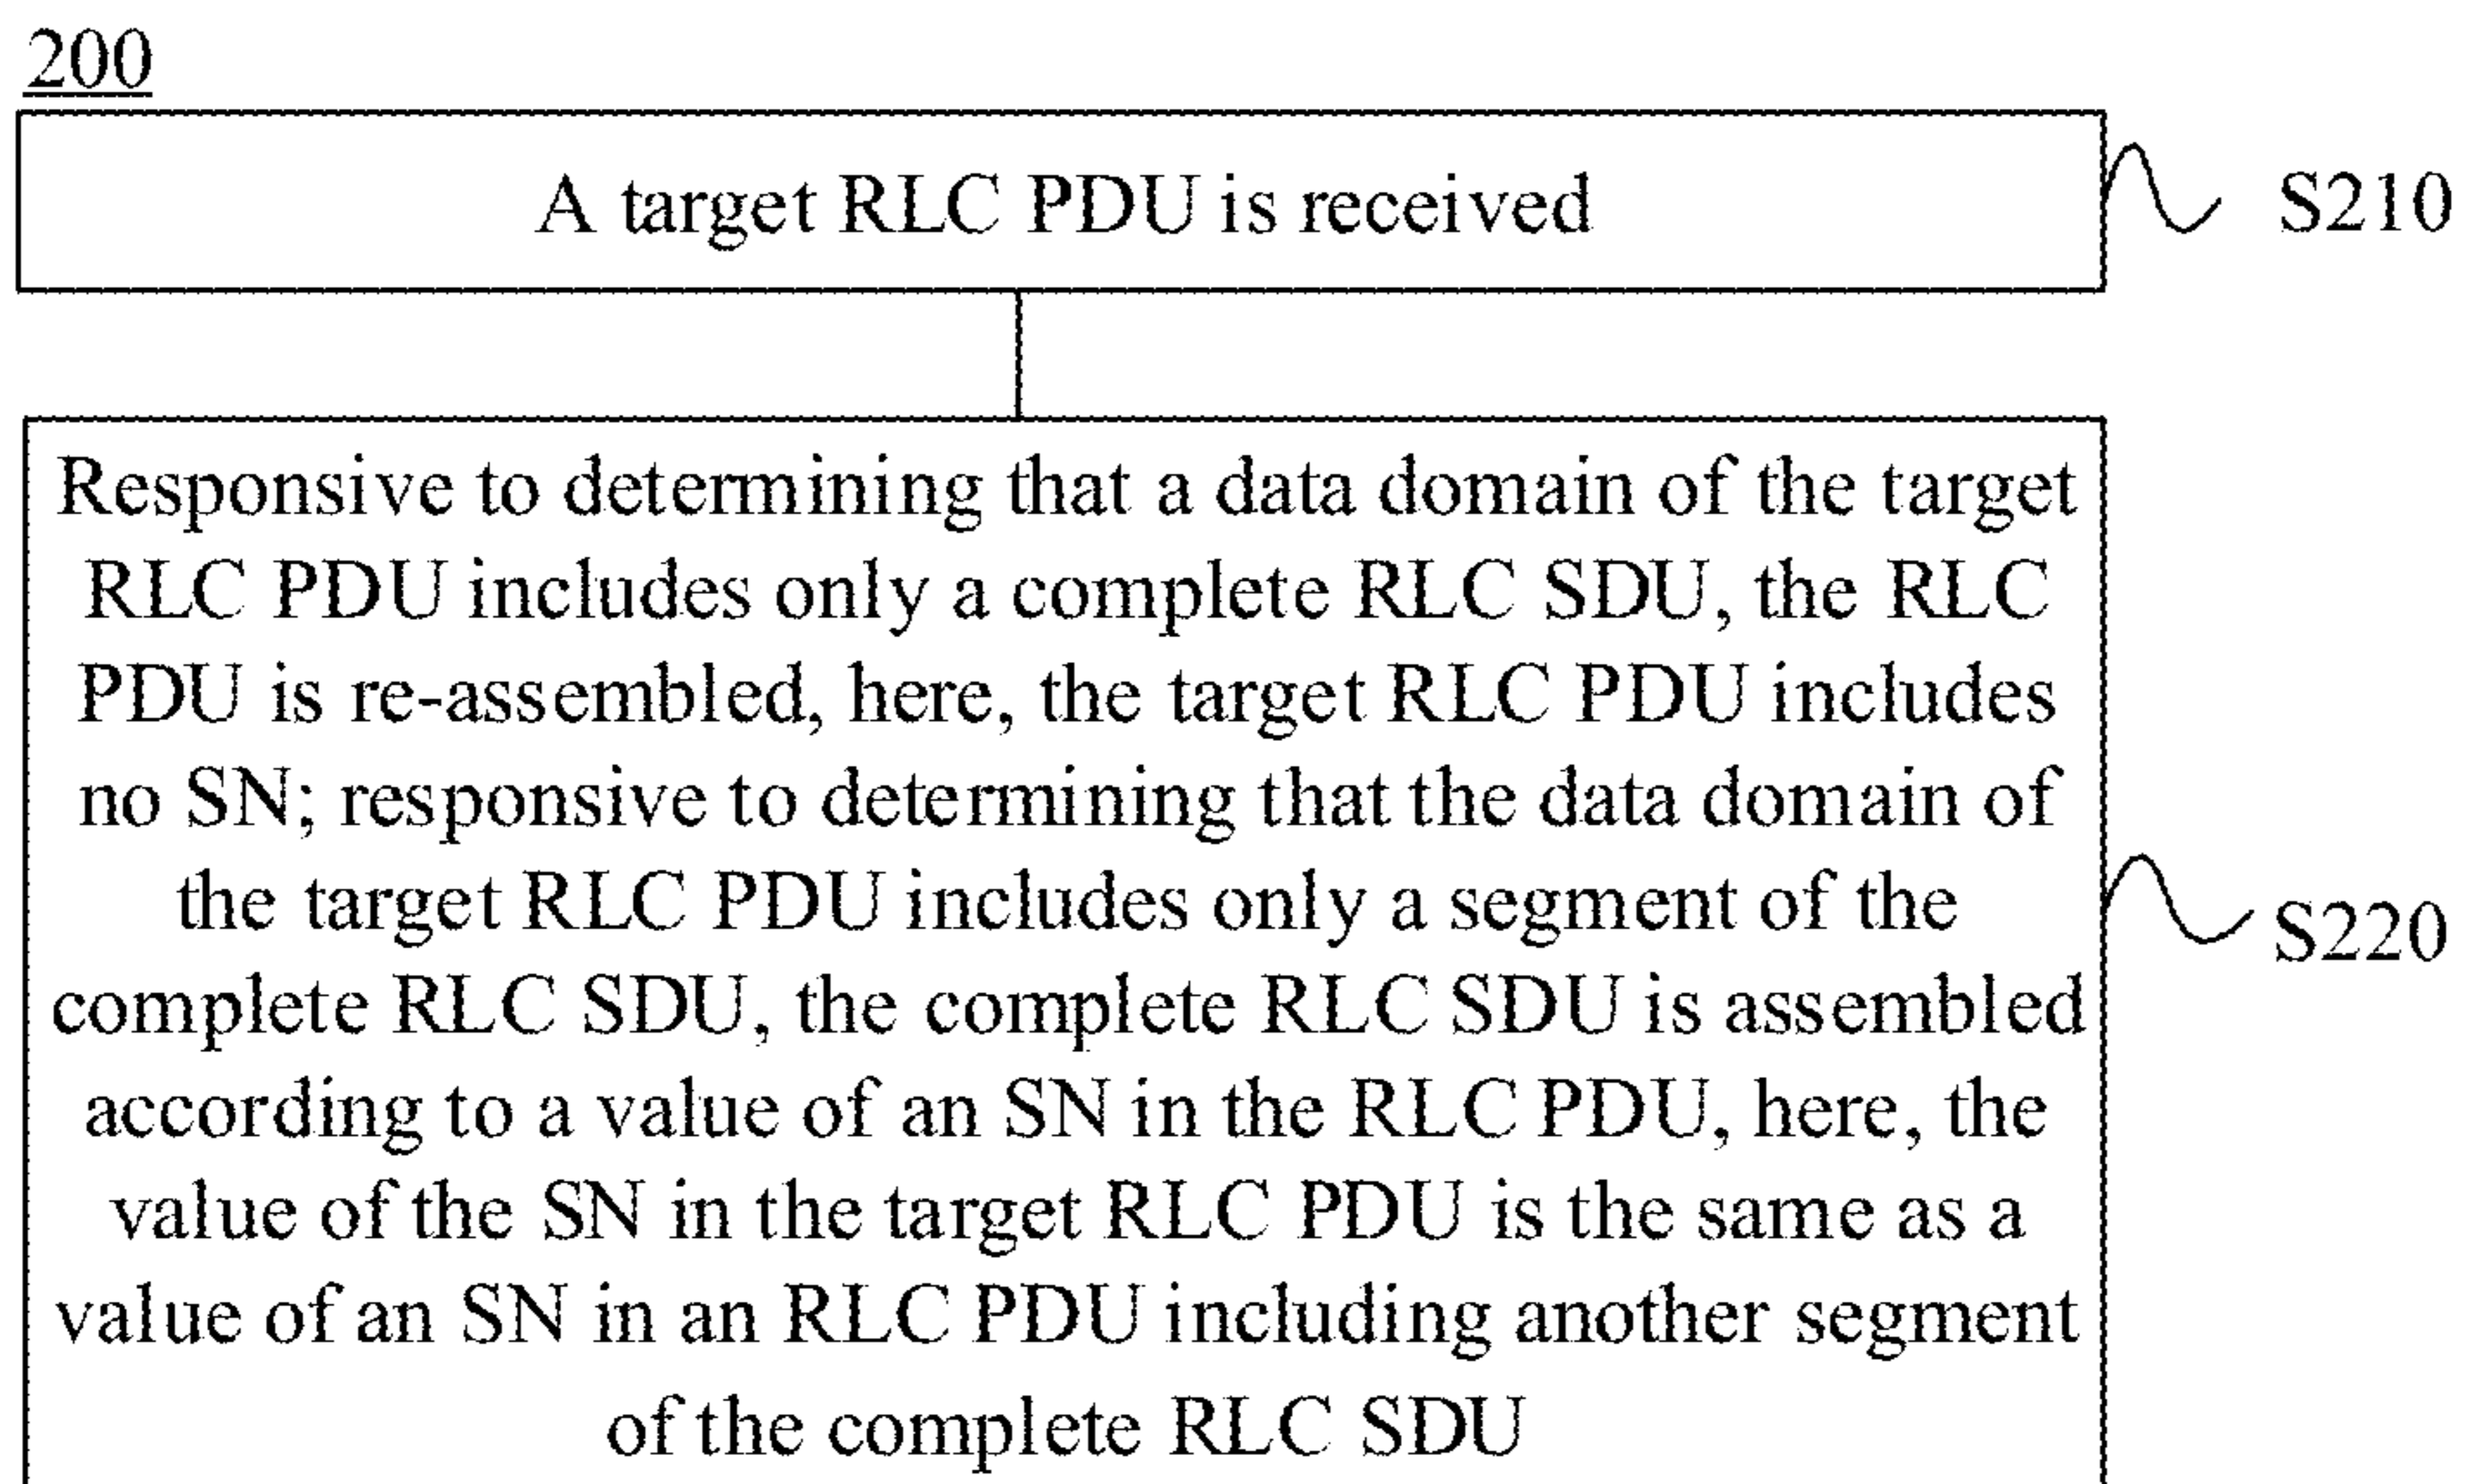 200
A target RLC PDU is received
S210
Responsive to determining that a data domain of the target
RLC PDU includes only a complete RLC SDU, the RLC
PDU is re-assembled, here, the target RLC PDU includes
no SN; responsive to determining that the data domain of
the target RLC PDU includes only a segment of the
complete RLC SDU, the complete RLC SDU is assembled
according to a value of an SN in the RLC PDU, here, the
value of the SN in the target RLC PDU is the same as a
value of an SN in an RLC PDU including another segment
of the complete RLC SDU
S220